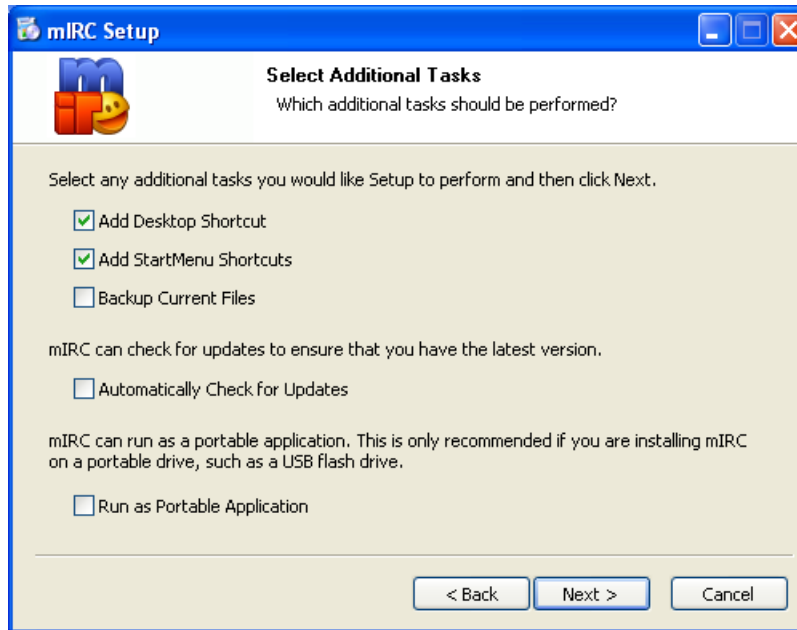 mIRC Setup
mirc
Select Additional Tasks
Which additional tasks should be performed?
Select any additional tasks you would like Setup to perform and then click Next.
Add Desktop Shortcut
Add StartMenu Shortcuts
Backup Current Files
mIRC can check for updates to ensure that you have the latest version.
Automatically Check for Updates
mIRC can run as a portable application. This is only recommended if you are installing mIRC
on a portable drive, such as a USB flash drive.
Run as Portable Application
< Back
Next >
Cancel